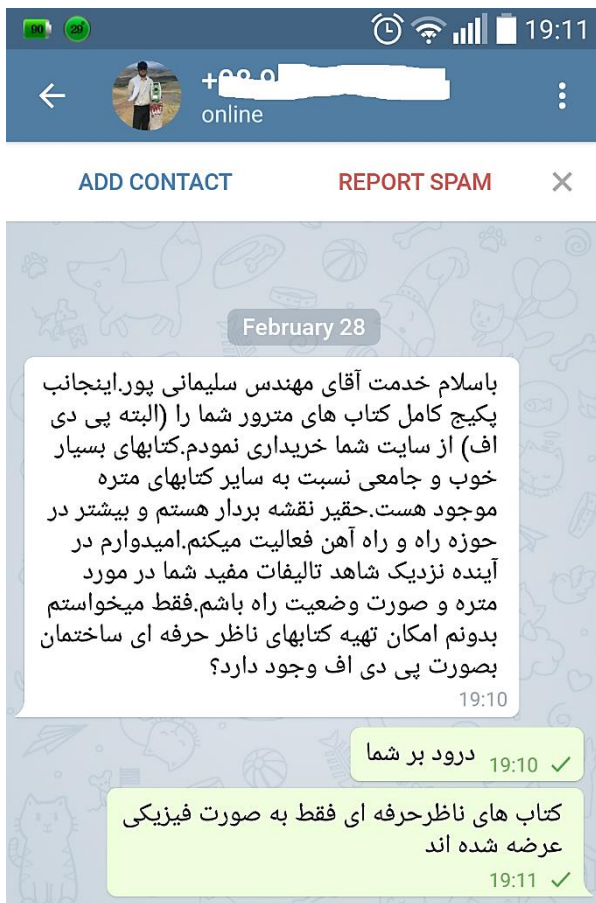 90 29 19:11
+98 9
online
ADD CONTACT REPORT SPAM
February 28
باسلام خدمت آقای مهندس سلیمانی پور.اینجانب
پکیج کامل کتاب های مترور شما را (البته پی دی
اف) از سایت شما خریداری نمودم.کتابهای بسیار
خوب و جامعی نسبت به سایر کتابهای متره
موجود هست.حقیر نقشه بردار هستم و بیشتر در
حوزه راه و راه آهن فعالیت میکنم.امیدوارم در
آینده نزدیک شاهد تالیفات مفید شما در مورد
متره و صورت وضعیت راه باشم.فقط میخواستم
بدونم امکان تهیه کتابهای ناظر حرفه ای ساختمان
بصورت پی دی اف وجود دارد؟
19:10
درود بر شما
19:10
کتاب های ناظرحرفه ای فقط به صورت فیزیکی
عرضه شده اند
19:11